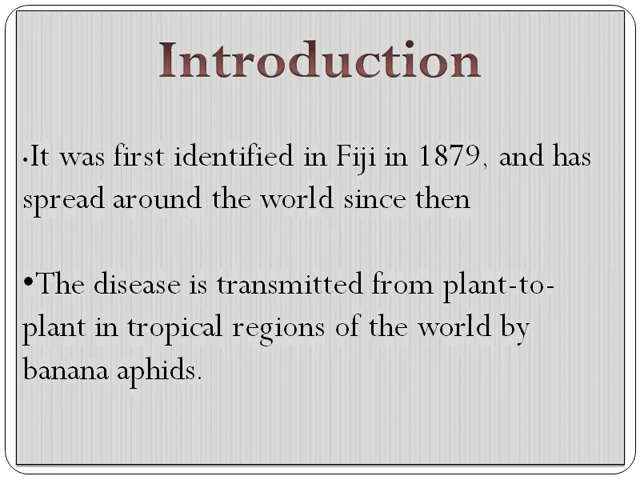 Introduction
•It was first identified in Fiji in 1879, and has
spread around the world since then
•The disease is transmitted from plant-to-
plant in tropical regions of the world by
banana aphids.